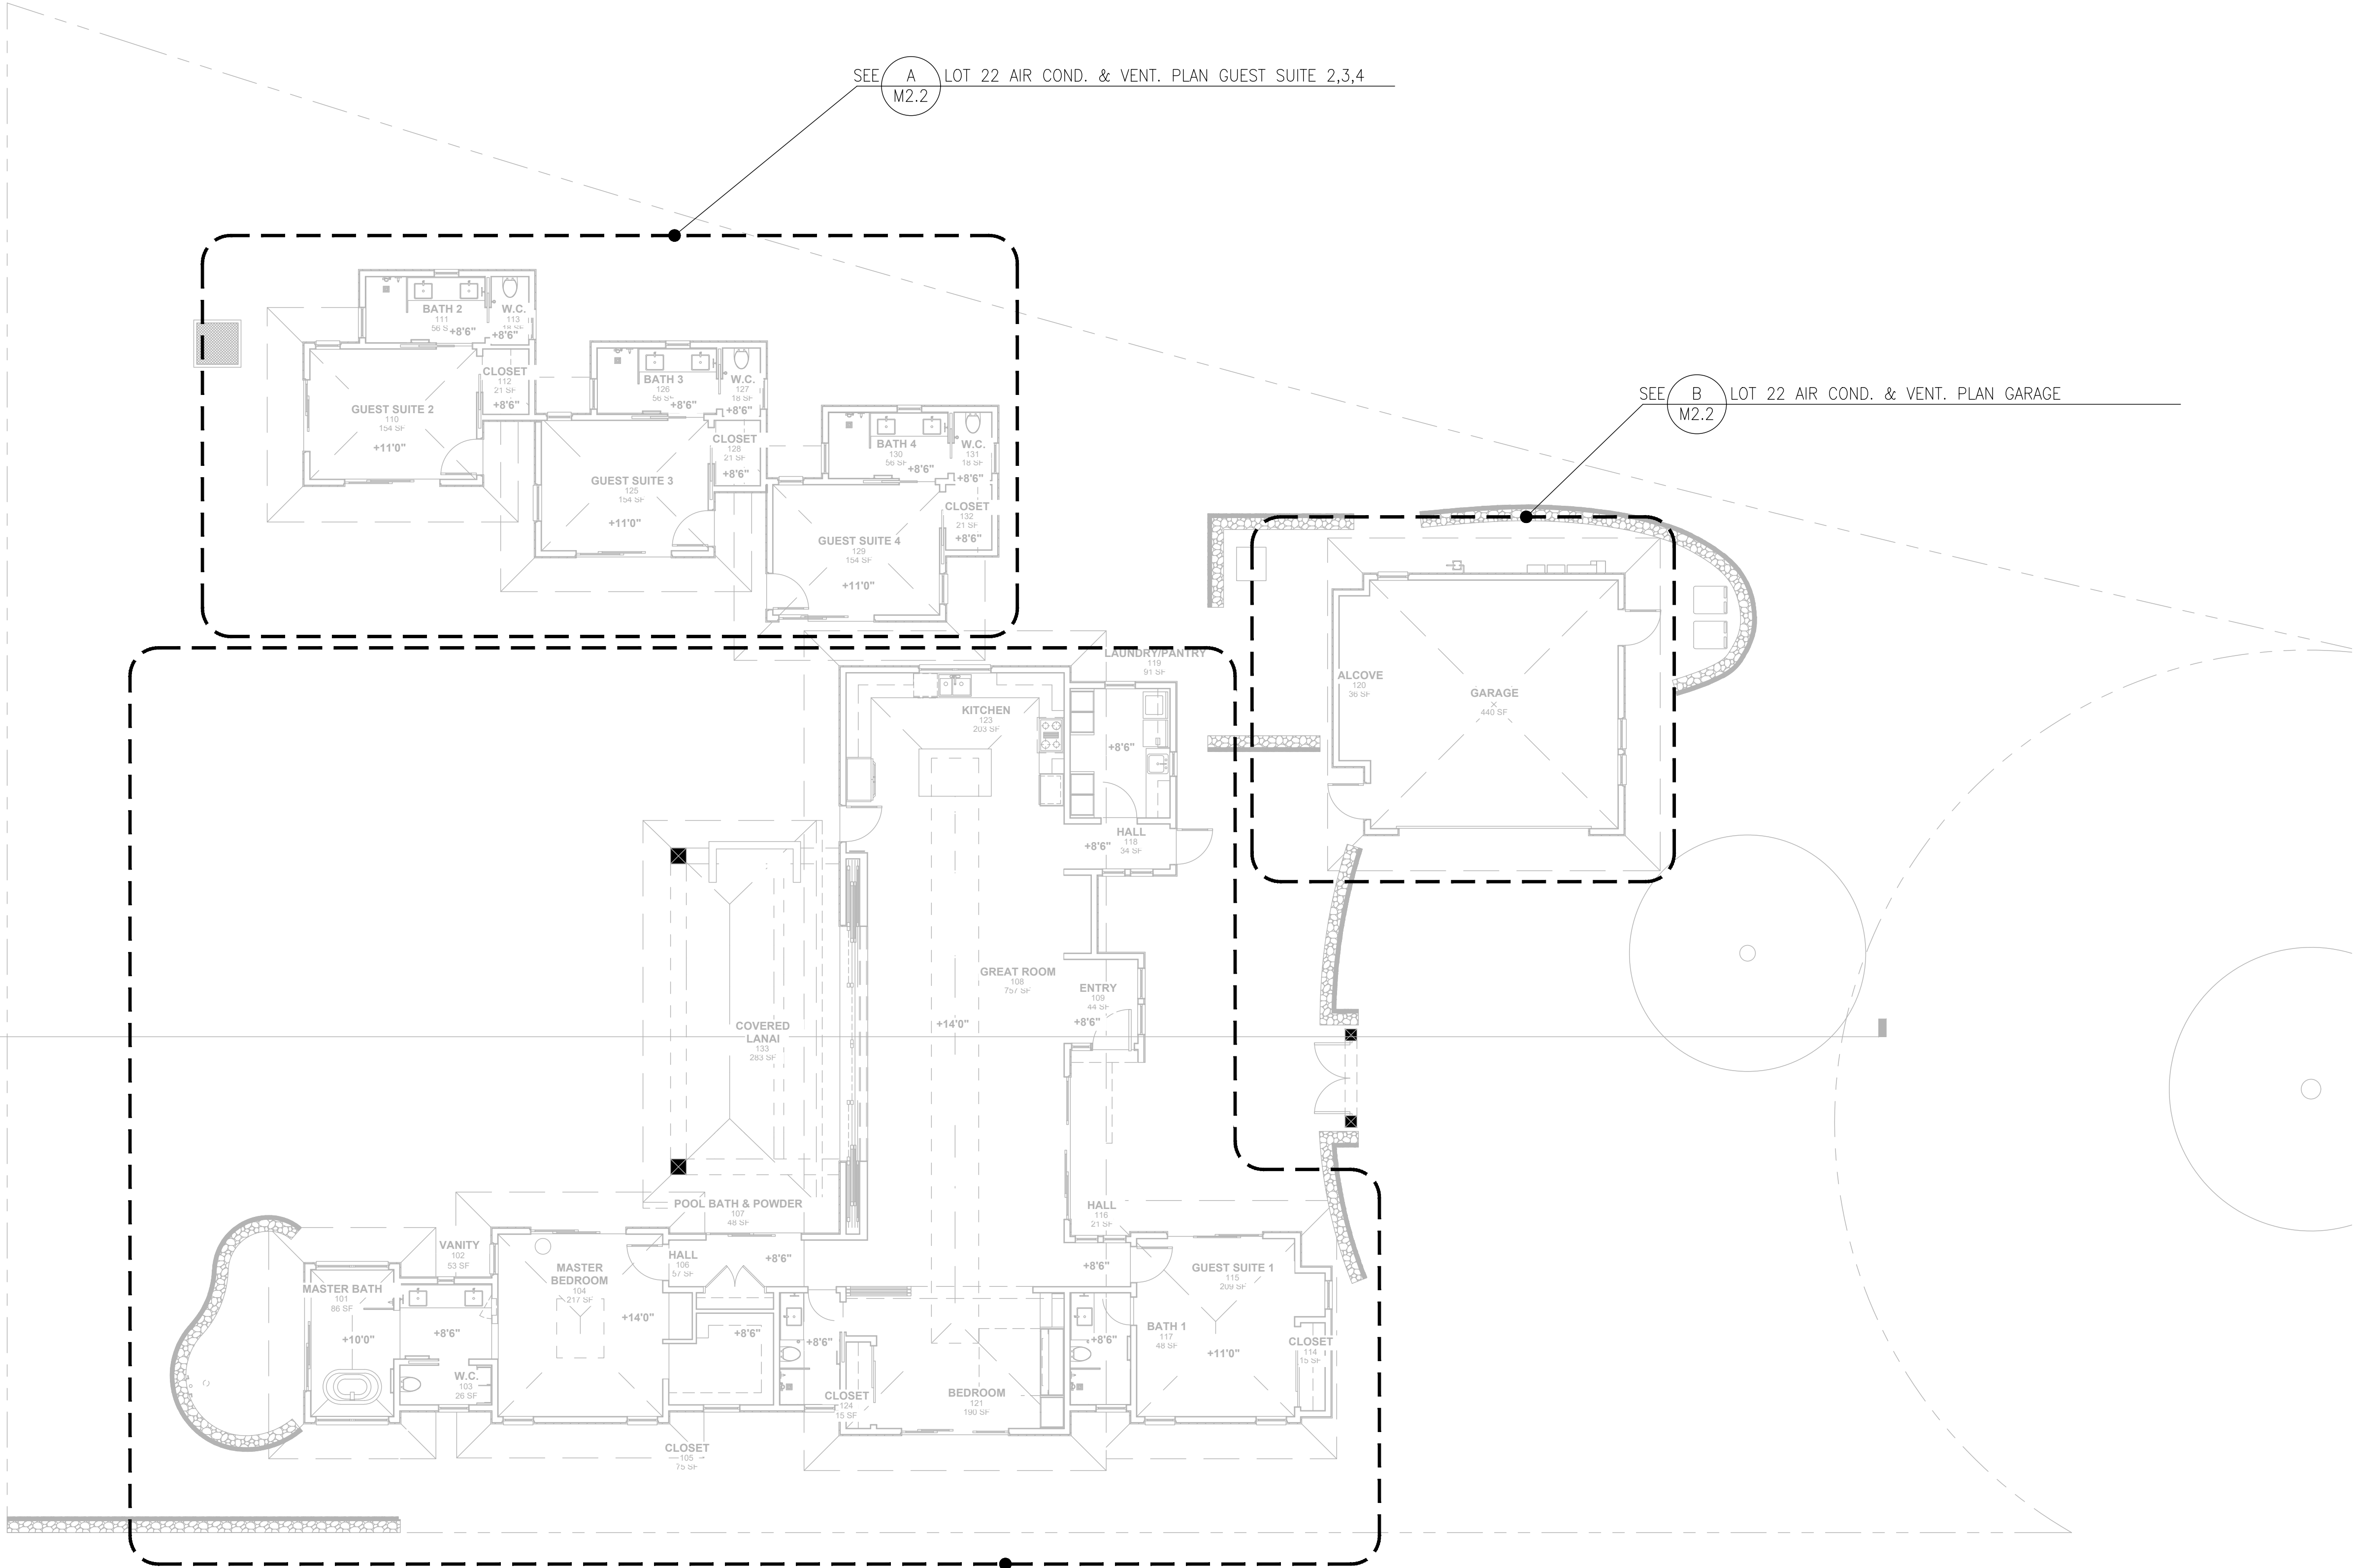 SEE A LOT 22 AIR COND. & VENT. PLAN GUEST SUITE 2,3,4
M2.2
SEE B LOT 22 AIR COND. & VENT. PLAN GARAGE
M2.2
BATH 2
111
56 S
+8'6"
W.C.
113
18 SF
+8'6"
CLOSET
112
21 SF
+8'6"
GUEST SUITE 2
110
154 SF
+11'0"
BATH 3
126
56 SF
+8'6"
W.C.
127
18 SF
+8'6"
CLOSET
128
21 SF
+8'6"
GUEST SUITE 3
125
154 SF
+11'0"
BATH 4
130
56 SF
+8'6"
W.C.
131
18 SF
+8'6"
CLOSET
132
21 SF
+8'6"
GUEST SUITE 4
129
154 SF
+11'0"
LAUNDRY/PANTRY
119
91 SF
+8'6"
ALCOVE
120
36 SF
GARAGE
440 SF
KITCHEN
123
203 SF
HALL
118
34 SF
+8'6"
GREAT ROOM
108
757 SF
+14'0"
ENTRY
109
44 SF
+8'6"
COVERED
LANAI
133
283 SF
POOL BATH & POWDER
107
48 SF
HALL
116
21 SF
+8'6"
VANITY
102
53 SF
+8'6"
HALL
106
57 SF
+8'6"
MASTER
BEDROOM
104
217 SF
+14'0"
MASTER BATH
101
86 SF
+10'0"
GUEST SUITE 1
115
209 SF
+11'0"
BATH 1
117
48 SF
+8'6"
CLOSET
114
15 SF
+8'6"
+8'6"
W.C.
103
26 SF
CLOSET
124
15 SF
BEDROOM
121
190 SF
CLOSET
105
75 SF